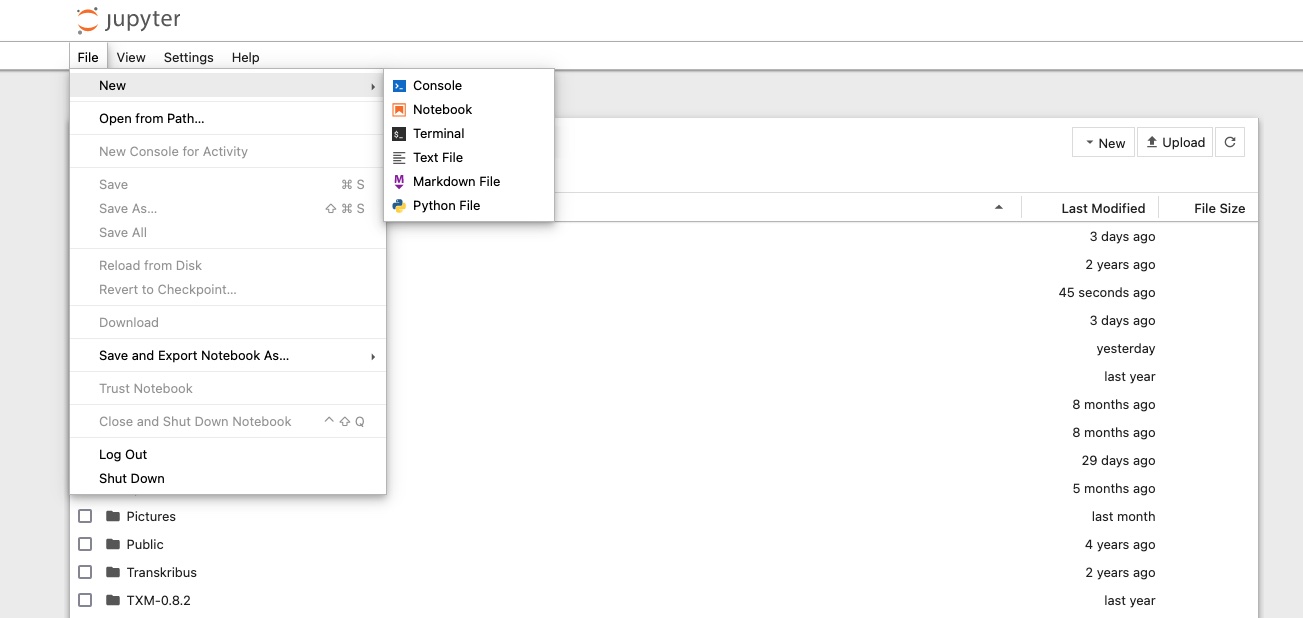 jupyter
File View Settings Help
New
Console
Notebook
Terminal
Text File
Markdown File
Python File
Open from Path...
New Console for Activity
Save ⌘ S
Save As... ⇧ ⌘ S
Save All
Reload from Disk
Revert to Checkpoint...
Download
Save and Export Notebook As...
Trust Notebook
Close and Shut Down Notebook ^ ⇧ Q
Log Out
Shut Down
New Upload
Last Modified File Size
3 days ago
2 years ago
45 seconds ago
3 days ago
yesterday
last year
8 months ago
8 months ago
29 days ago
5 months ago
Pictures last month
Public 4 years ago
Transkribus 2 years ago
TXM-0.8.2 last year